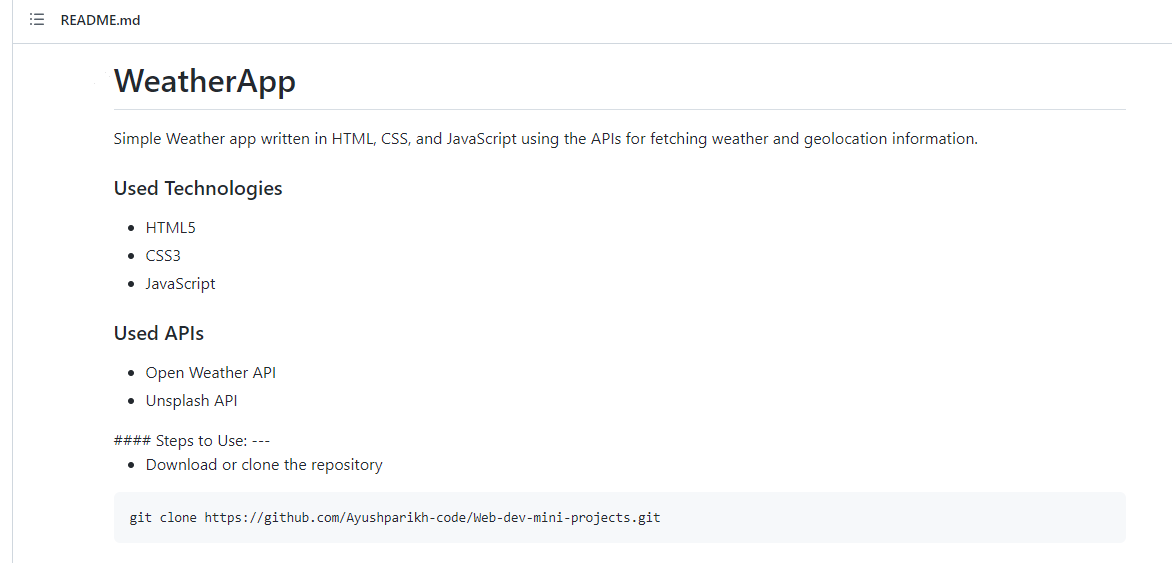 README.md
WeatherApp
Simple Weather app written in HTML, CSS, and JavaScript using the APIs for fetching weather and geolocation information.
Used Technologies
HTML5
CSS3
JavaScript
Used APIs
Open Weather API
Unsplash API
#### Steps to Use: ---
Download or clone the repository
git clone https://github.com/Ayushparikh-code/Web-dev-mini-projects.git